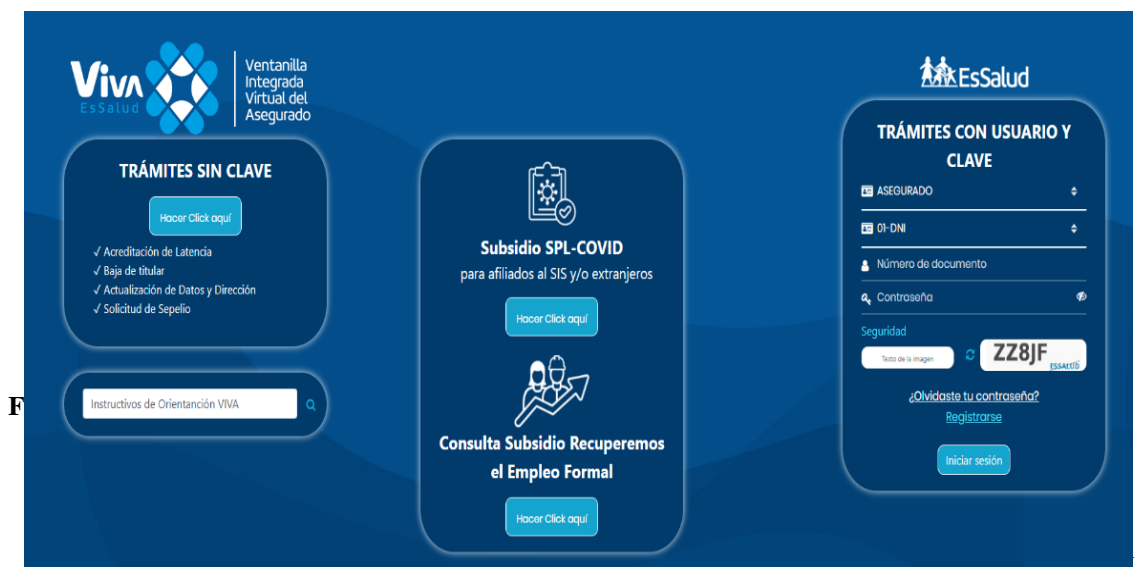 Viva
EsSalud
Ventanilla
Integrada
Virtual del
Asegurado
TRÁMITES SIN CLAVE
Hacer Click aquí
✓ Acreditación de Latencia
✓ Baja de titular
✓ Actualización de Datos y Dirección
✓ Solicitud de Sepelio
F
Instructivos de Orientanción VIVA
Subsidio SPL-COVID
para afiliados al SIS y/o extranjeros
Hacer Click aquí
Consulta Subsidio Recuperemos
el Empleo Formal
Hacer Click aquí
EsSalud
TRÁMITES CON USUARIO Y
CLAVE
ASEGURADO
01-DNI
Número de documento
Contraseña
Seguridad
Texto de la imagen
ZZ8JF
ESSALUD
¿Olvidaste tu contraseña?
Registrarse
Iniciar sesión